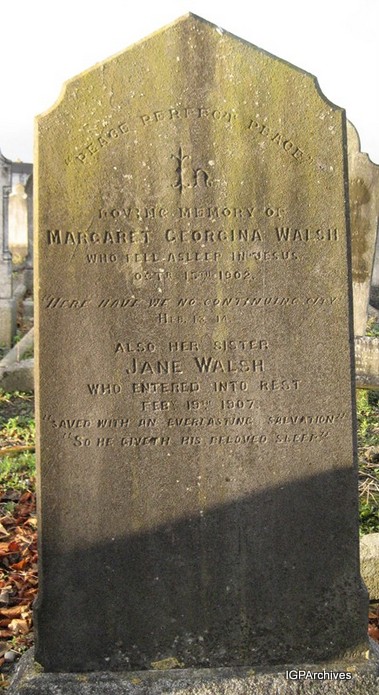 "PEACE PERFECT PEACE"
In
LOVING MEMORY OF
MARGARET GEORGINA WALSH
WHO FELL ASLEEP IN JESUS
OCTR 15TH 1902.
"HERE HAVE WE NO CONTINUING CITY"
HEB. 13. 14.
ALSO HER SISTER
JANE WALSH
WHO ENTERED INTO REST
FEBY 19TH 1907.
"SAVED WITH AN EVERLASTING SALVATION"
"SO HE GIVETH HIS BELOVED SLEEP"
IGPArchives